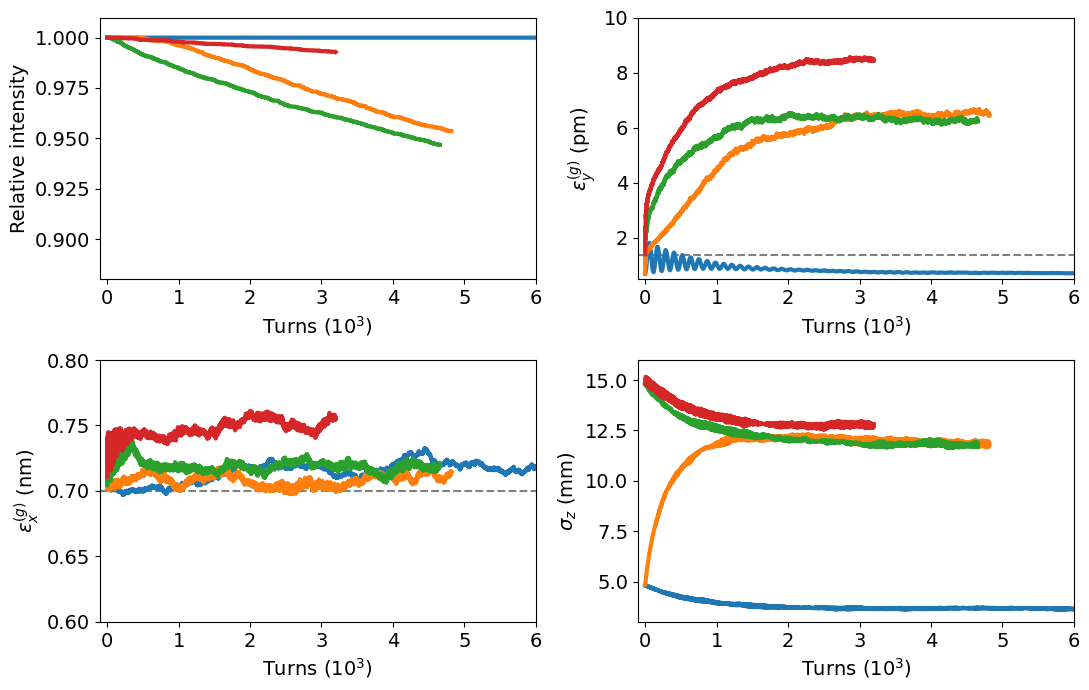 1.000
0.975
0.950
0.925
0.900
Relative intensity
0 1 2 3 4 5 6
Turns (10³)
10
8
6
4
2
εᵧ⁽ᵍ⁾ (pm)
0 1 2 3 4 5 6
Turns (10³)
0.80
0.75
0.70
0.65
0.60
εₓ⁽ᵍ⁾ (nm)
0 1 2 3 4 5 6
Turns (10³)
15.0
12.5
10.0
7.5
5.0
σ_z (mm)
0 1 2 3 4 5 6
Turns (10³)